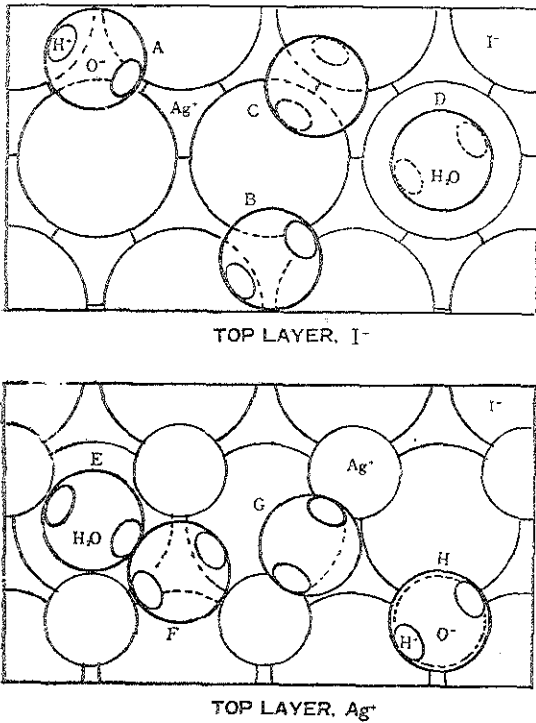 H⁺
O⁻
A
I⁻
Ag⁺
C
D
H₂O
B
TOP LAYER, I⁻
I⁻
E
Ag⁺
G
H₂O
H
F
H⁺
O⁻
TOP LAYER, Ag⁺